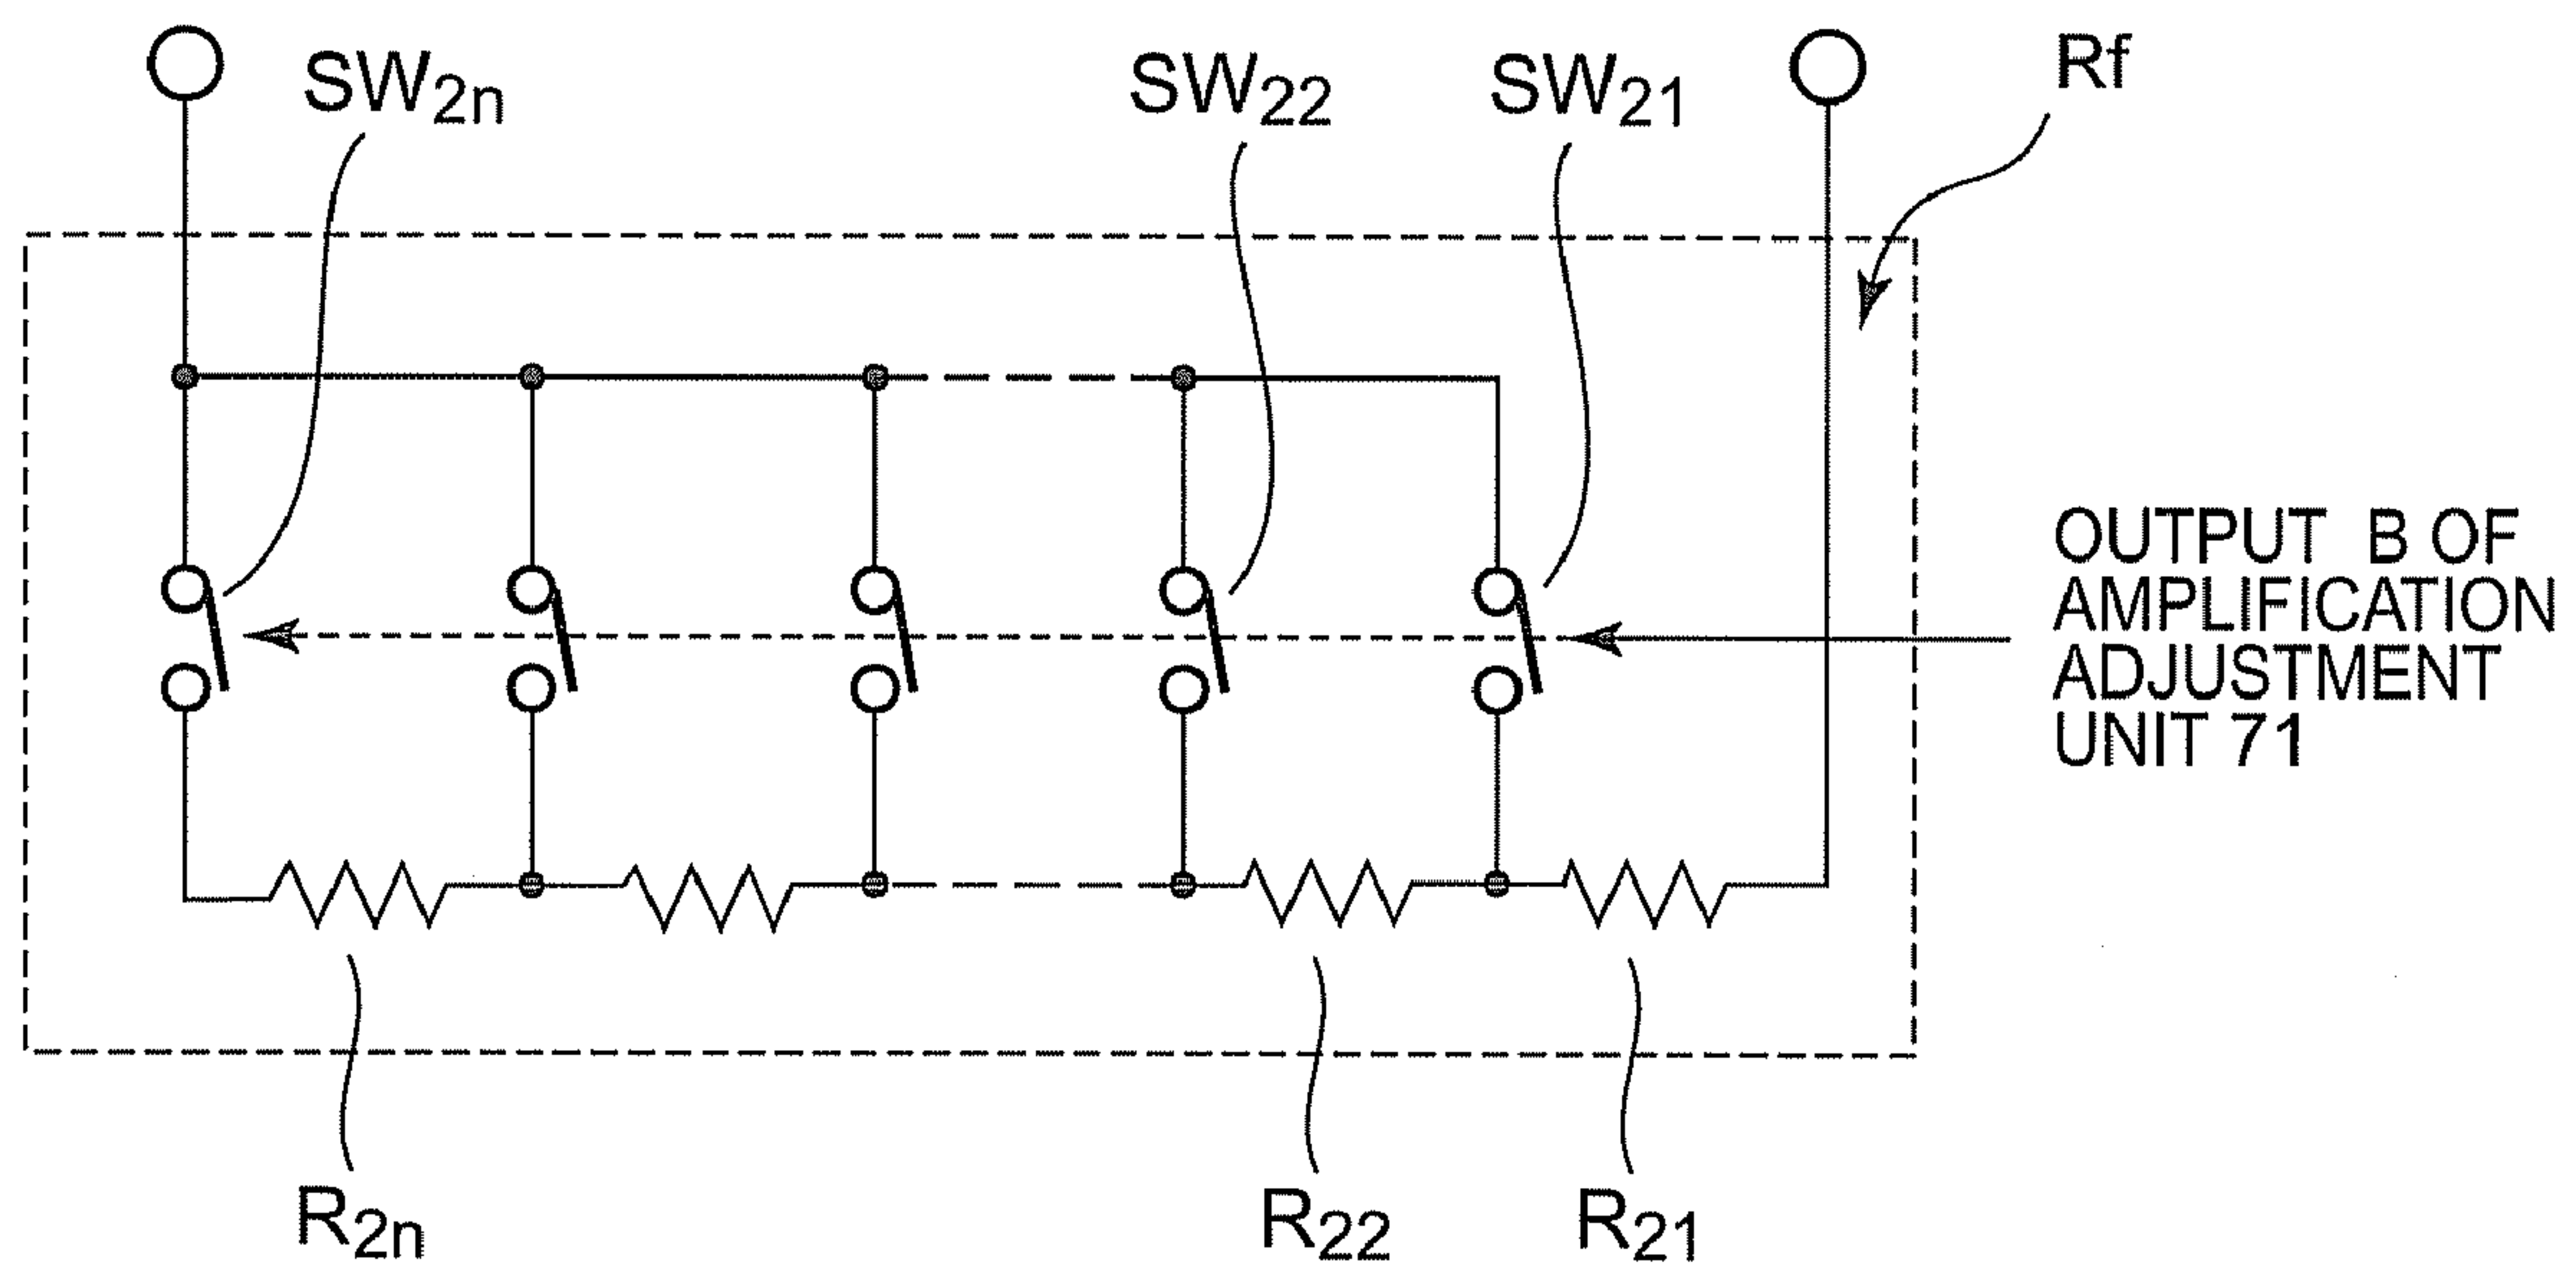 SW2n
SW22
SW21
Rf
OUTPUT B OF
AMPLIFICATION
ADJUSTMENT
UNIT 71
R2n
R22
R21